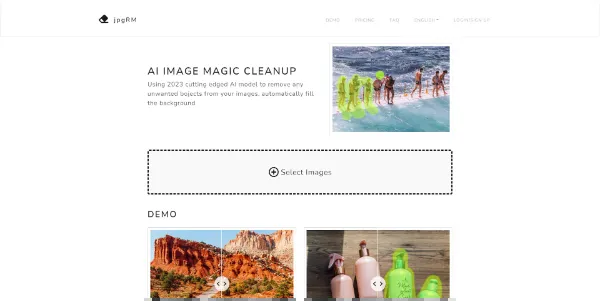 jpgRM
HOME PRICING FAQ ENGLISH LOGIN/SIGN UP
AI IMAGE MAGIC CLEANUP
Using 2023 cutting edged AI model to remove any
unwanted bojects from your images, automatically fill
the background
Select Images
DEMO